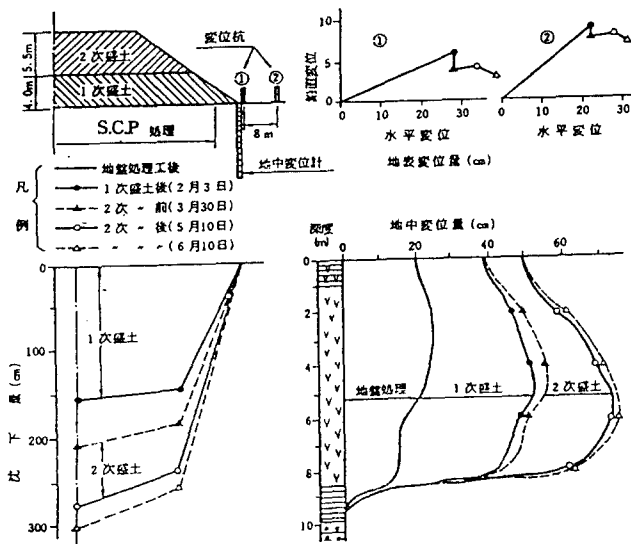 2次盛土
1次盛土
5.5m
4.0m
S.C.P 処理
変位杭
① ②
8 m
地中変位計
凡例
地盤処理工後
1次盛土後(2月3日)
2次 〃 前(3月30日)
2次 〃 後(5月10日)
〃 〃 (6月10日)
鉛直変位
10
5
0
①
0 10 20 30
水平変位
②
0 10 20 30
水平変位
地表変位量(cm)
沈下量(cm)
0
50
100
150
200
250
300
1次盛土
2次盛土
深度
(m)
地中変位量(cm)
0 20 40 60
0
2
4
6
8
10
地盤処理
1次盛土
2次盛土